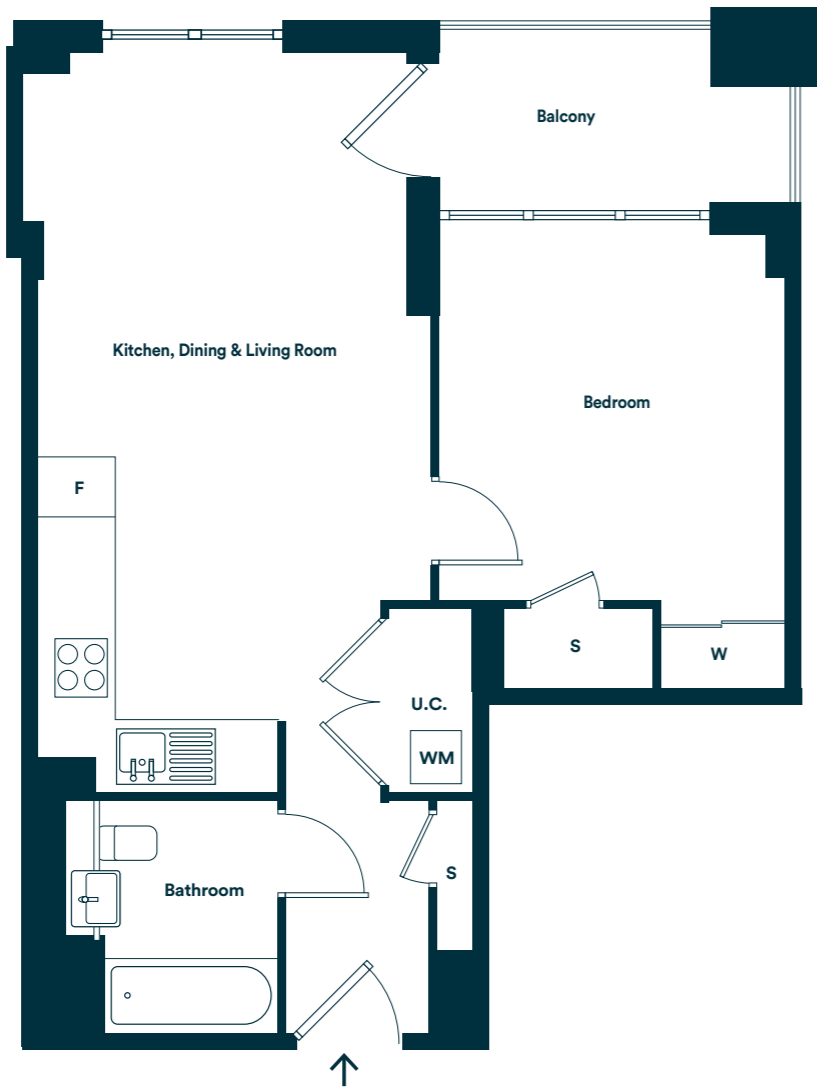 Balcony
Kitchen, Dining & Living Room
Bedroom
F
S
W
U.C.
WM
S
Bathroom